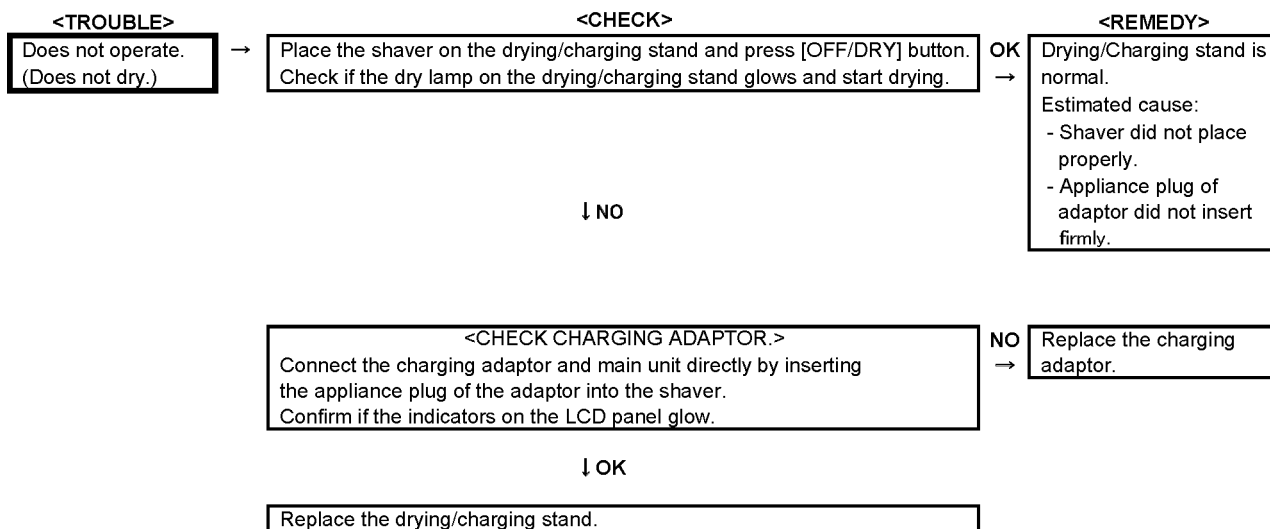 <TROUBLE>
<CHECK>
<REMEDY>
Does not operate.
(Does not dry.)
→
Place the shaver on the drying/charging stand and press [OFF/DRY] button.
Check if the dry lamp on the drying/charging stand glows and start drying.
OK
→
Drying/Charging stand is
normal.
Estimated cause:
- Shaver did not place
properly.
- Appliance plug of
adaptor did not insert
firmly.
↓ NO
<CHECK CHARGING ADAPTOR.>
Connect the charging adaptor and main unit directly by inserting
the appliance plug of the adaptor into the shaver.
Confirm if the indicators on the LCD panel glow.
NO
→
Replace the charging
adaptor.
↓ OK
Replace the drying/charging stand.